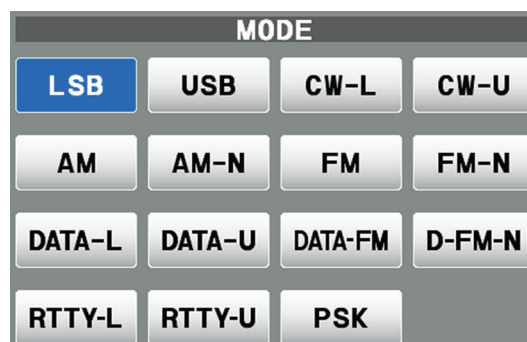 MODE
LSB USB CW-L CW-U
AM AM-N FM FM-N
DATA-L DATA-U DATA-FM D-FM-N
RTTY-L RTTY-U PSK